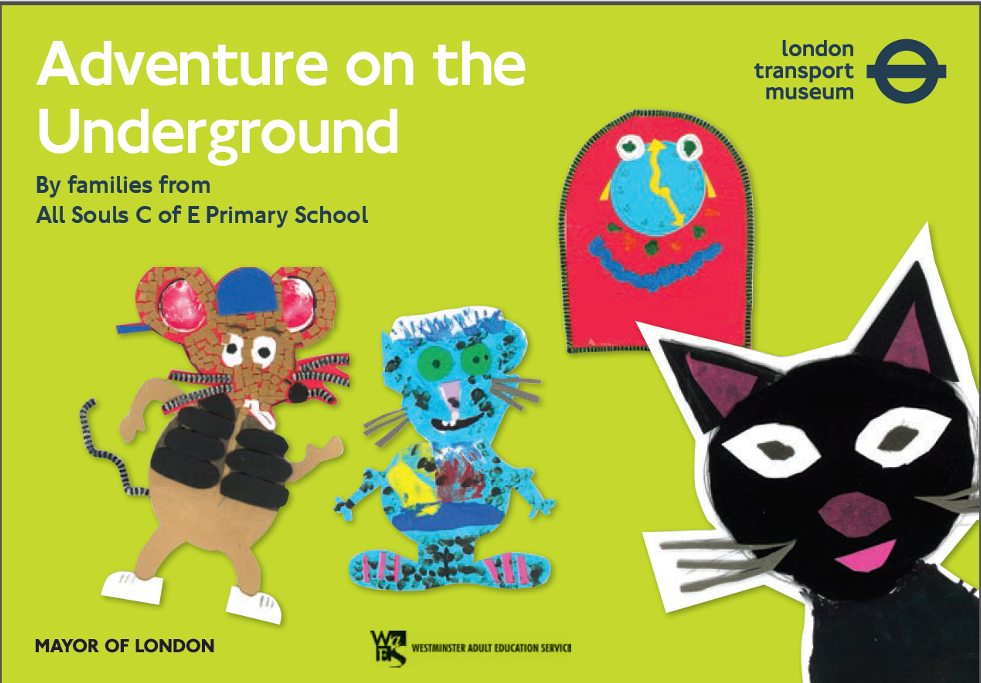 Adventure on the
Underground
By families from
All Souls C of E Primary School
london
transport
museum
MAYOR OF LONDON
WaES
WESTMINSTER ADULT EDUCATION SERVICE